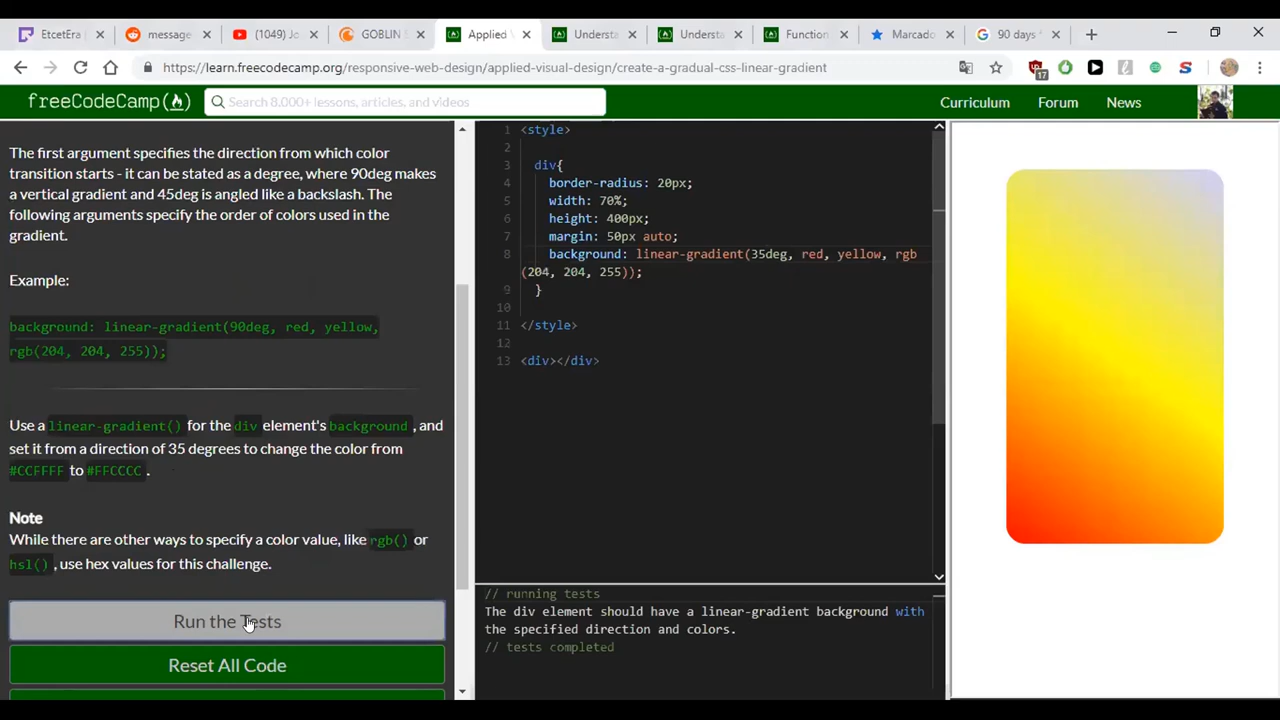 EtcetEra
message
(1049) Jo
GOBLIN
Applied V
Understa
Understa
Function
Marcado
90 days
https://learn.freecodecamp.org/responsive-web-design/applied-visual-design/create-a-gradual-css-linear-gradient
17
freeCodeCamp
Search 8,000+ lessons, articles, and videos
Curriculum
Forum
News
The first argument specifies the direction from which color
transition starts - it can be stated as a degree, where 90deg makes
a vertical gradient and 45deg is angled like a backslash. The
following arguments specify the order of colors used in the
gradient.
Example:
background: linear-gradient(90deg, red, yellow,
rgb(204, 204, 255));
Use a linear-gradient() for the div element's background , and
set it from a direction of 35 degrees to change the color from
#CCFFFF to #FFCCCC .
Note
While there are other ways to specify a color value, like rgb() or
hsl() , use hex values for this challenge.
Run the Tests
Reset All Code
1 <style>
2
3 div{
4 border-radius: 20px;
5 width: 70%;
6 height: 400px;
7 margin: 50px auto;
8 background: linear-gradient(35deg, red, yellow, rgb
(204, 204, 255));
9 }
10
11 </style>
12
13 <div></div>
// running tests
The div element should have a linear-gradient background with
the specified direction and colors.
// tests completed